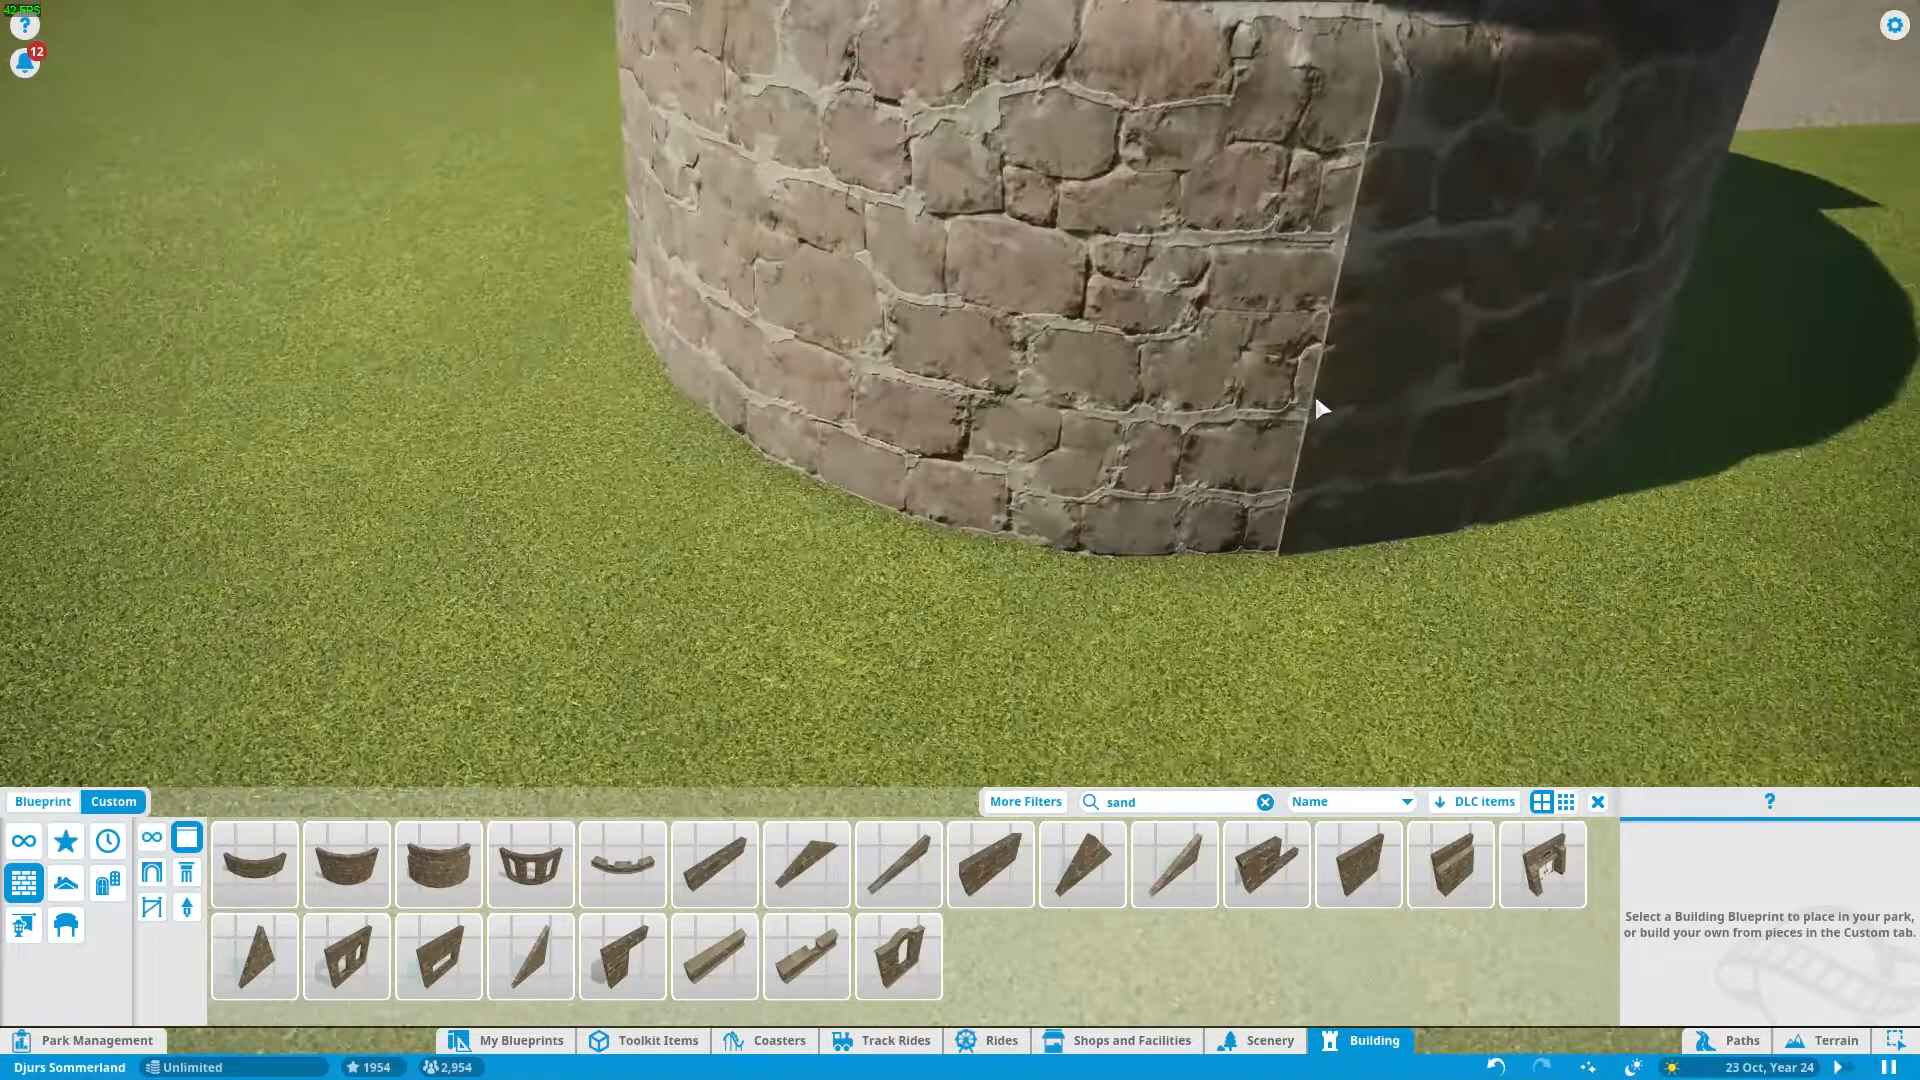 42 FPS
?
12
Blueprint
Custom
More Filters
sand
Name
DLC items
?
Select a Building Blueprint to place in your park,
or build your own from pieces in the Custom tab.
Park Management
My Blueprints
Toolkit Items
Coasters
Track Rides
Rides
Shops and Facilities
Scenery
Building
Paths
Terrain
Djurs Sommerland
Unlimited
1954
2,954
23 Oct, Year 24